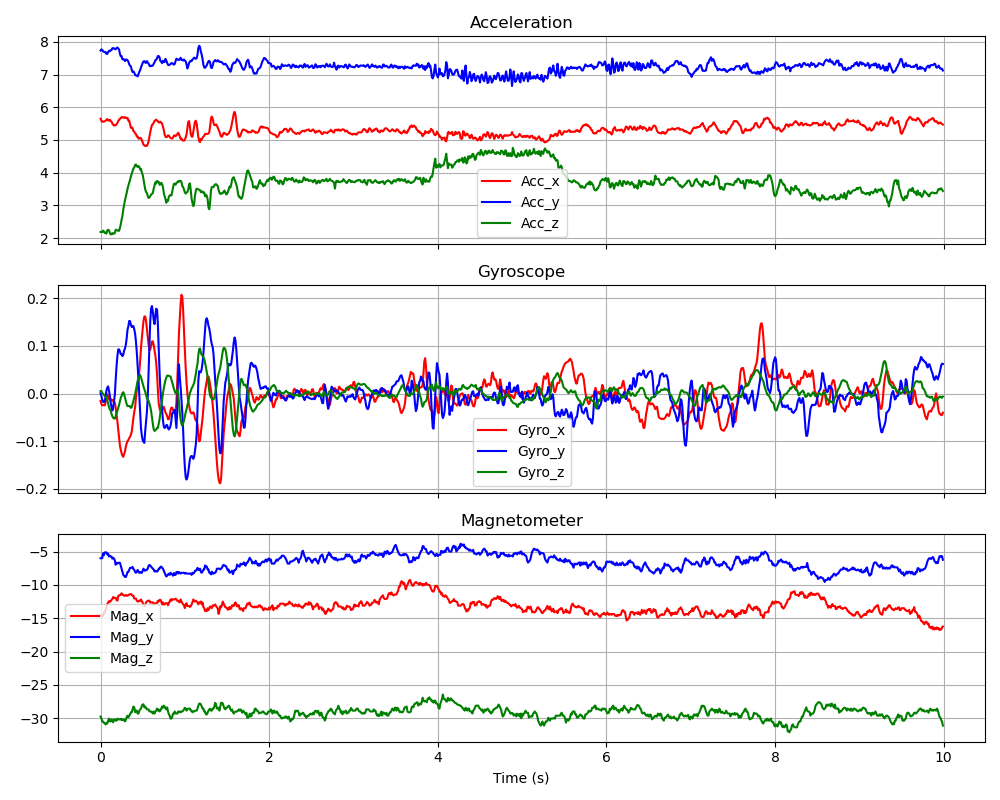 Acceleration
8
7
6
5
4
3
2
Acc_x
Acc_y
Acc_z
Gyroscope
0.2
0.1
0.0
−0.1
−0.2
Gyro_x
Gyro_y
Gyro_z
Magnetometer
−5
−10
−15
−20
−25
−30
Mag_x
Mag_y
Mag_z
0 2 4 6 8 10
Time (s)